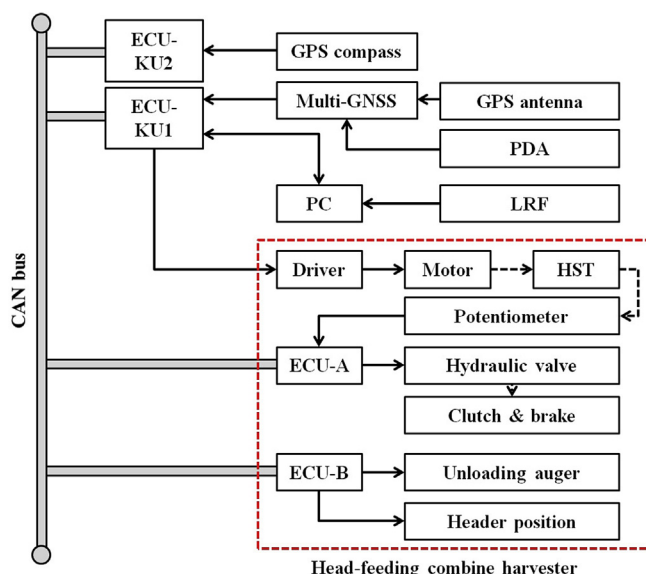 ECU-
KU2
GPS compass
ECU-
KU1
Multi-GNSS
GPS antenna
PDA
PC
LRF
CAN bus
Driver
Motor
HST
Potentiometer
ECU-A
Hydraulic valve
Clutch & brake
ECU-B
Unloading auger
Header position
Head-feeding combine harvester